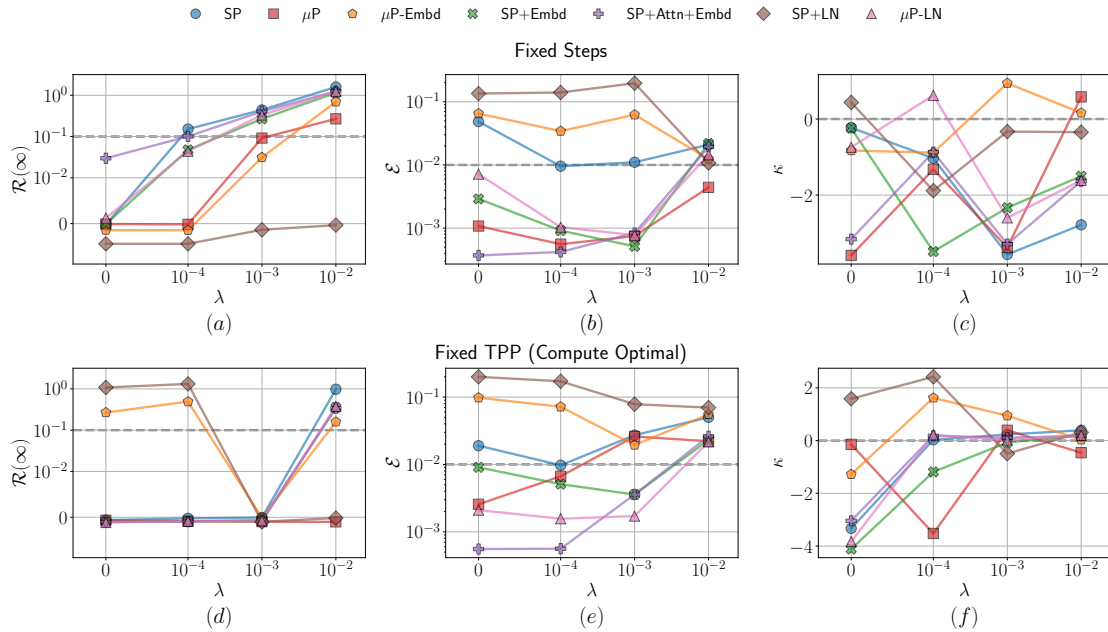 SP μP μP-Embd SP+Embd SP+Attn+Embd SP+LN μP-LN
Fixed Steps
R(∞)
10^0
10^-1
10^-2
0
0 10^-4 10^-3 10^-2
λ
(a)
ℰ
10^-1
10^-2
10^-3
0 10^-4 10^-3 10^-2
λ
(b)
κ
0
−2
0 10^-4 10^-3 10^-2
λ
(c)
Fixed TPP (Compute Optimal)
R(∞)
10^0
10^-1
10^-2
0
0 10^-4 10^-3 10^-2
λ
(d)
ℰ
10^-1
10^-2
10^-3
0 10^-4 10^-3 10^-2
λ
(e)
κ
2
0
−2
−4
0 10^-4 10^-3 10^-2
λ
(f)